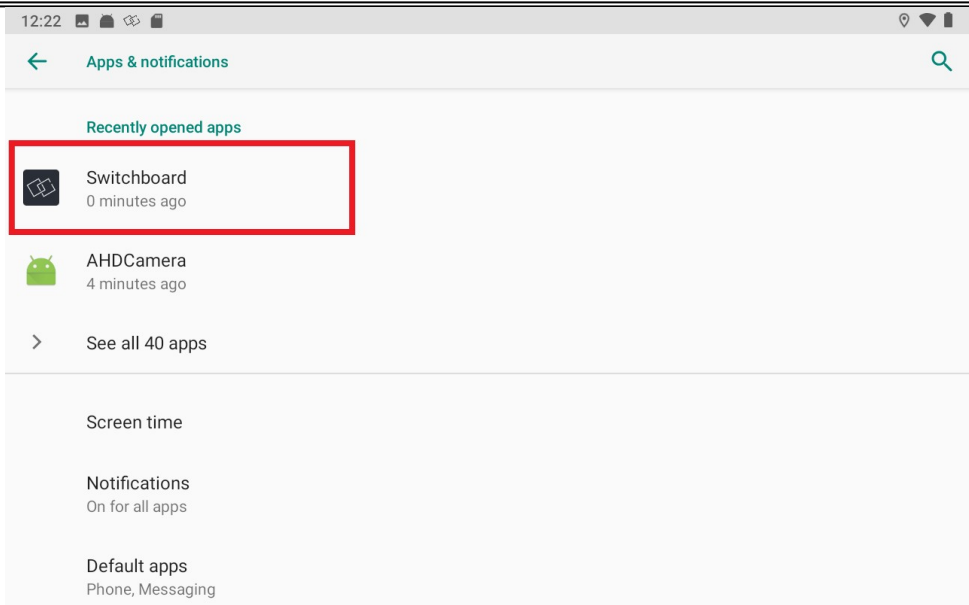 12:22
Apps & notifications
Recently opened apps
Switchboard
0 minutes ago
AHDCamera
4 minutes ago
See all 40 apps
Screen time
Notifications
On for all apps
Default apps
Phone, Messaging